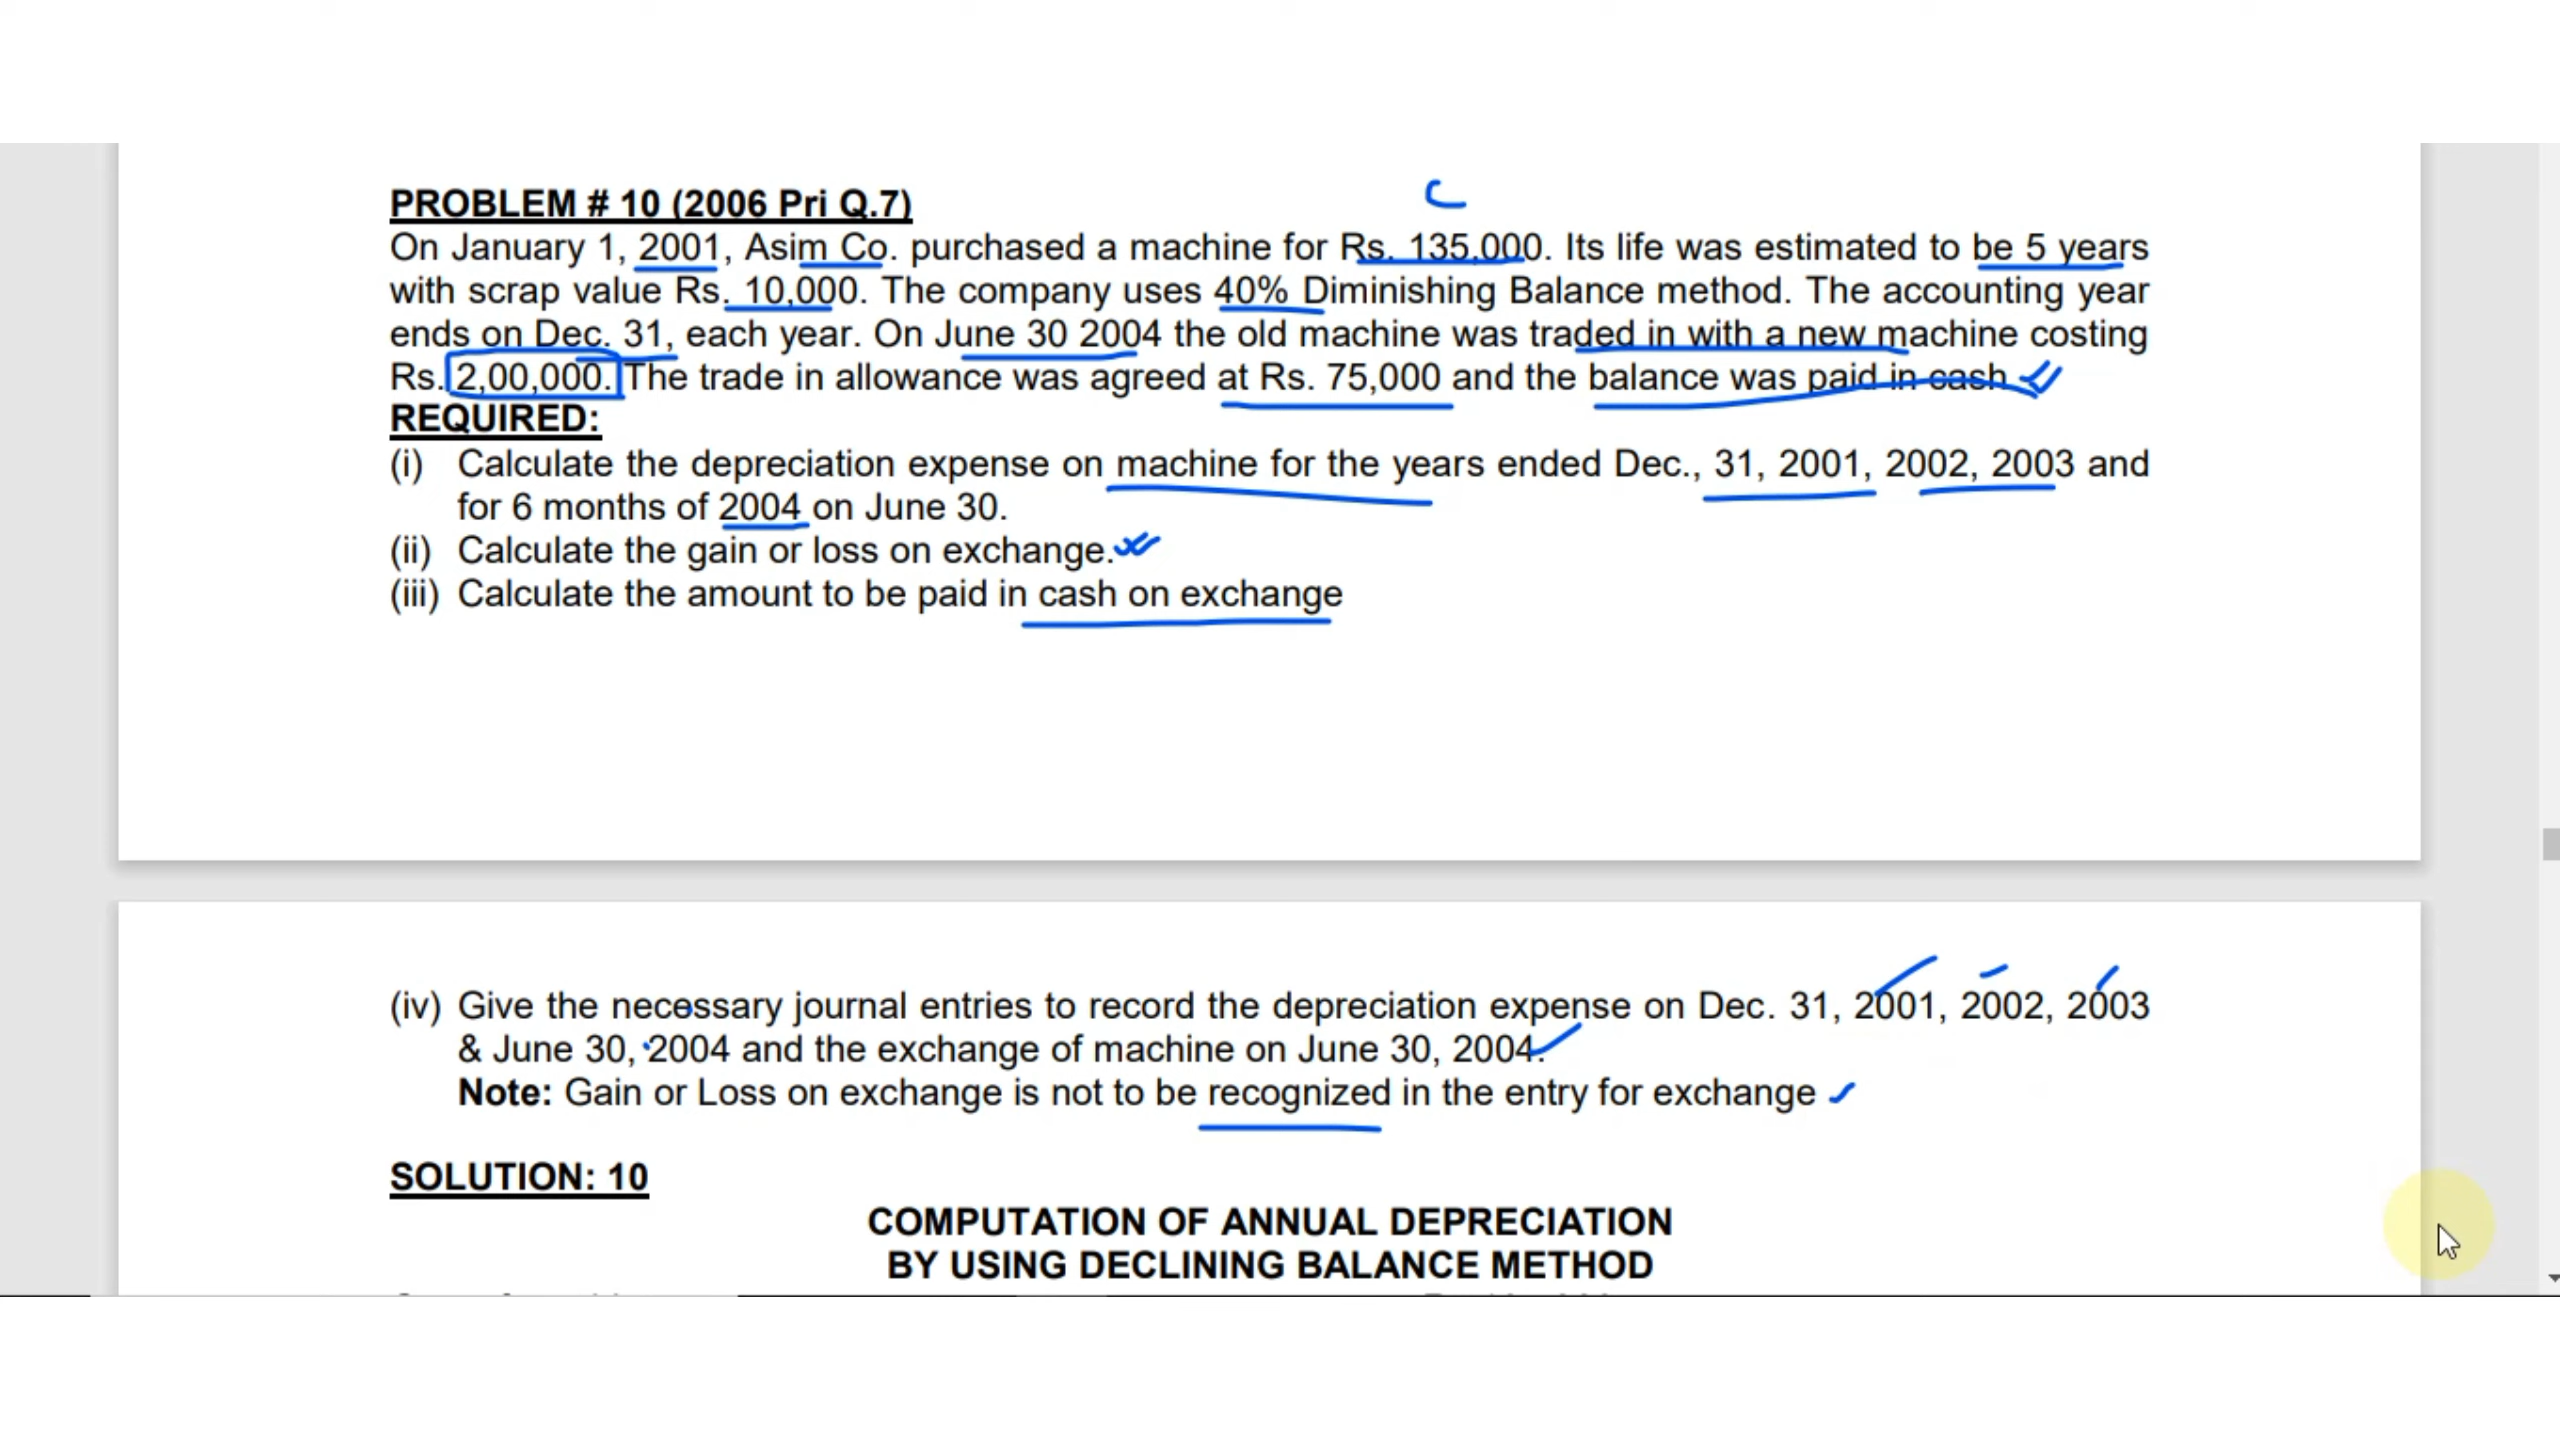 PROBLEM # 10 (2006 Pri Q.7)
On January 1, 2001, Asim Co. purchased a machine for Rs. 135,000. Its life was estimated to be 5 years
with scrap value Rs. 10,000. The company uses 40% Diminishing Balance method. The accounting year
ends on Dec. 31, each year. On June 30 2004 the old machine was traded in with a new machine costing
Rs. 2,00,000. The trade in allowance was agreed at Rs. 75,000 and the balance was paid in cash
REQUIRED:
(i) Calculate the depreciation expense on machine for the years ended Dec., 31, 2001, 2002, 2003 and
for 6 months of 2004 on June 30.
(ii) Calculate the gain or loss on exchange.
(iii) Calculate the amount to be paid in cash on exchange
(iv) Give the necessary journal entries to record the depreciation expense on Dec. 31, 2001, 2002, 2003
& June 30, 2004 and the exchange of machine on June 30, 2004.
Note: Gain or Loss on exchange is not to be recognized in the entry for exchange
SOLUTION: 10
COMPUTATION OF ANNUAL DEPRECIATION
BY USING DECLINING BALANCE METHOD